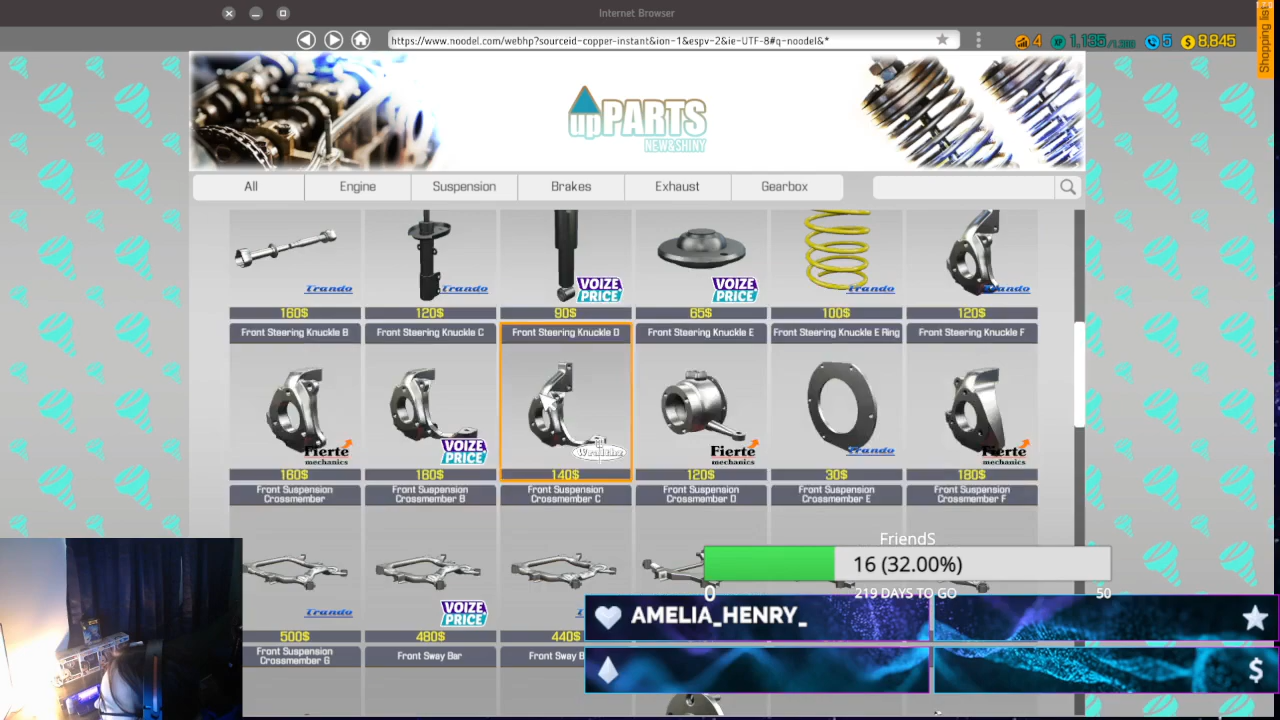 Internet Browser
https://www.noodel.com/webhp?sourceid-copper-instant&ion-1&espv-2&ie-UTF-8#q-noodel&*
4
5
8,845
Shopping list
upPARTS
NEW&SHINY
All
Engine
Suspension
Brakes
Exhaust
Gearbox
Trando
Trando
VOIZE PRICE
VOIZE PRICE
Trando
Trando
160$
120$
90$
65$
100$
120$
Front Steering Knuckle B
Front Steering Knuckle C
Front Steering Knuckle D
Front Steering Knuckle E
Front Steering Knuckle E Ring
Front Steering Knuckle F
Fierte mechanics
VOIZE PRICE
Fierte mechanics
Trando
Fierte mechanics
160$
160$
140$
120$
30$
180$
Front Suspension Crossmember
Front Suspension Crossmember B
Front Suspension Crossmember C
Front Suspension Crossmember D
Front Suspension Crossmember E
Front Suspension Crossmember F
FriendS
16 (32.00%)
0
219 DAYS TO GO
50
Trando
VOIZE PRICE
AMELIA_HENRY_
500$
480$
440$
Front Suspension Crossmember G
Front Sway Bar
Front Sway B
$